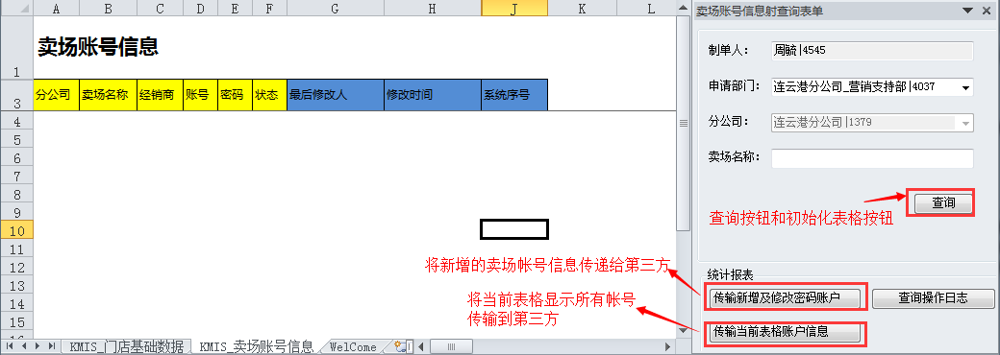 A B C D E F G H J K L
1 卖场账号信息
3 分公司 卖场名称 经销商 账号 密码 状态 最后修改人 修改时间 系统序号
4
5
6
7
8
9
10
11
12
13
14
15
KMIS_门店基础数据 KMIS_卖场账号信息 WelCome
卖场账号信息射查询表单
制单人： 周毓|4545
申请部门： 连云港分公司_营销支持部|4037
分公司： 连云港分公司|1379
卖场名称：
查询
查询按钮和初始化表格按钮
将新增的卖场帐号信息传递给第三方
将当前表格显示所有帐号
传输到第三方
统计报表
传输新增及修改密码账户 查询操作日志
传输当前表格账户信息